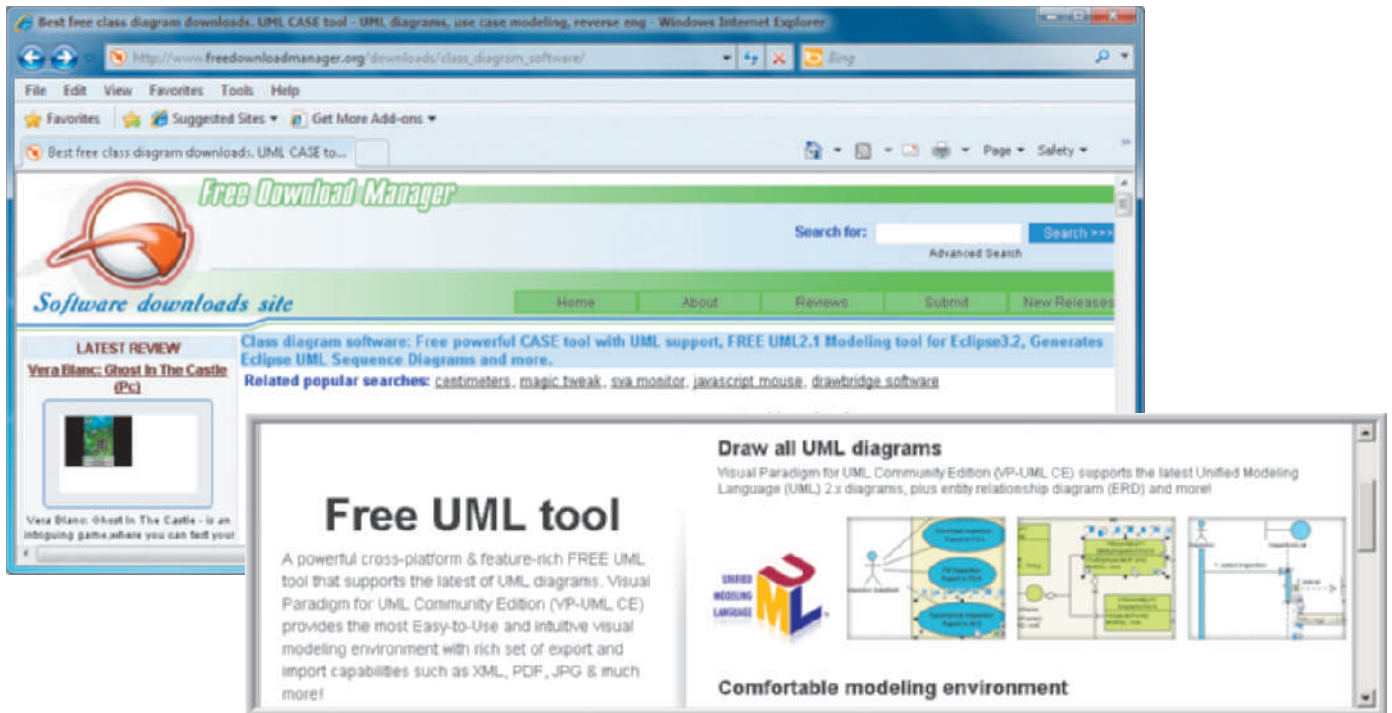 Best free class diagram downloads. UML CASE tool - UML diagrams, use case modeling, reverse eng - Windows Internet Explorer
http://www.freedownloadmanager.org/downloads/class_diagram_software/
Bing
File Edit View Favorites Tools Help
Favorites Suggested Sites Get More Add-ons
Best free class diagram downloads. UML CASE to...
Page Safety
Free Download Manager
Search for: Search >>>
Advanced Search
Software downloads site
Home About Reviews Submit New Releases
LATEST REVIEW
Vera Blanc: Ghost In The Castle
(Pc)
Vera Blanc: Ghost In The Castle - is an
intriguing game,where you can test your
Class diagram software: Free powerful CASE tool with UML support, FREE UML2.1 Modeling tool for Eclipse3.2, Generates
Eclipse UML Sequence Diagrams and more.
Related popular searches: centimeters, magic tweak, sva monitor, javascript mouse, drawbridge software
Free UML tool
A powerful cross-platform & feature-rich FREE UML
tool that supports the latest of UML diagrams. Visual
Paradigm for UML Community Edition (VP-UML CE)
provides the most Easy-to-Use and intuitive visual
modeling environment with rich set of export and
import capabilities such as XML, PDF, JPG & much
more!
Draw all UML diagrams
Visual Paradigm for UML Community Edition (VP-UML CE) supports the latest Unified Modeling
Language (UML) 2.x diagrams, plus entity relationship diagram (ERD) and more!
UNIFIED
MODELING
LANGUAGE
UML
Comfortable modeling environment